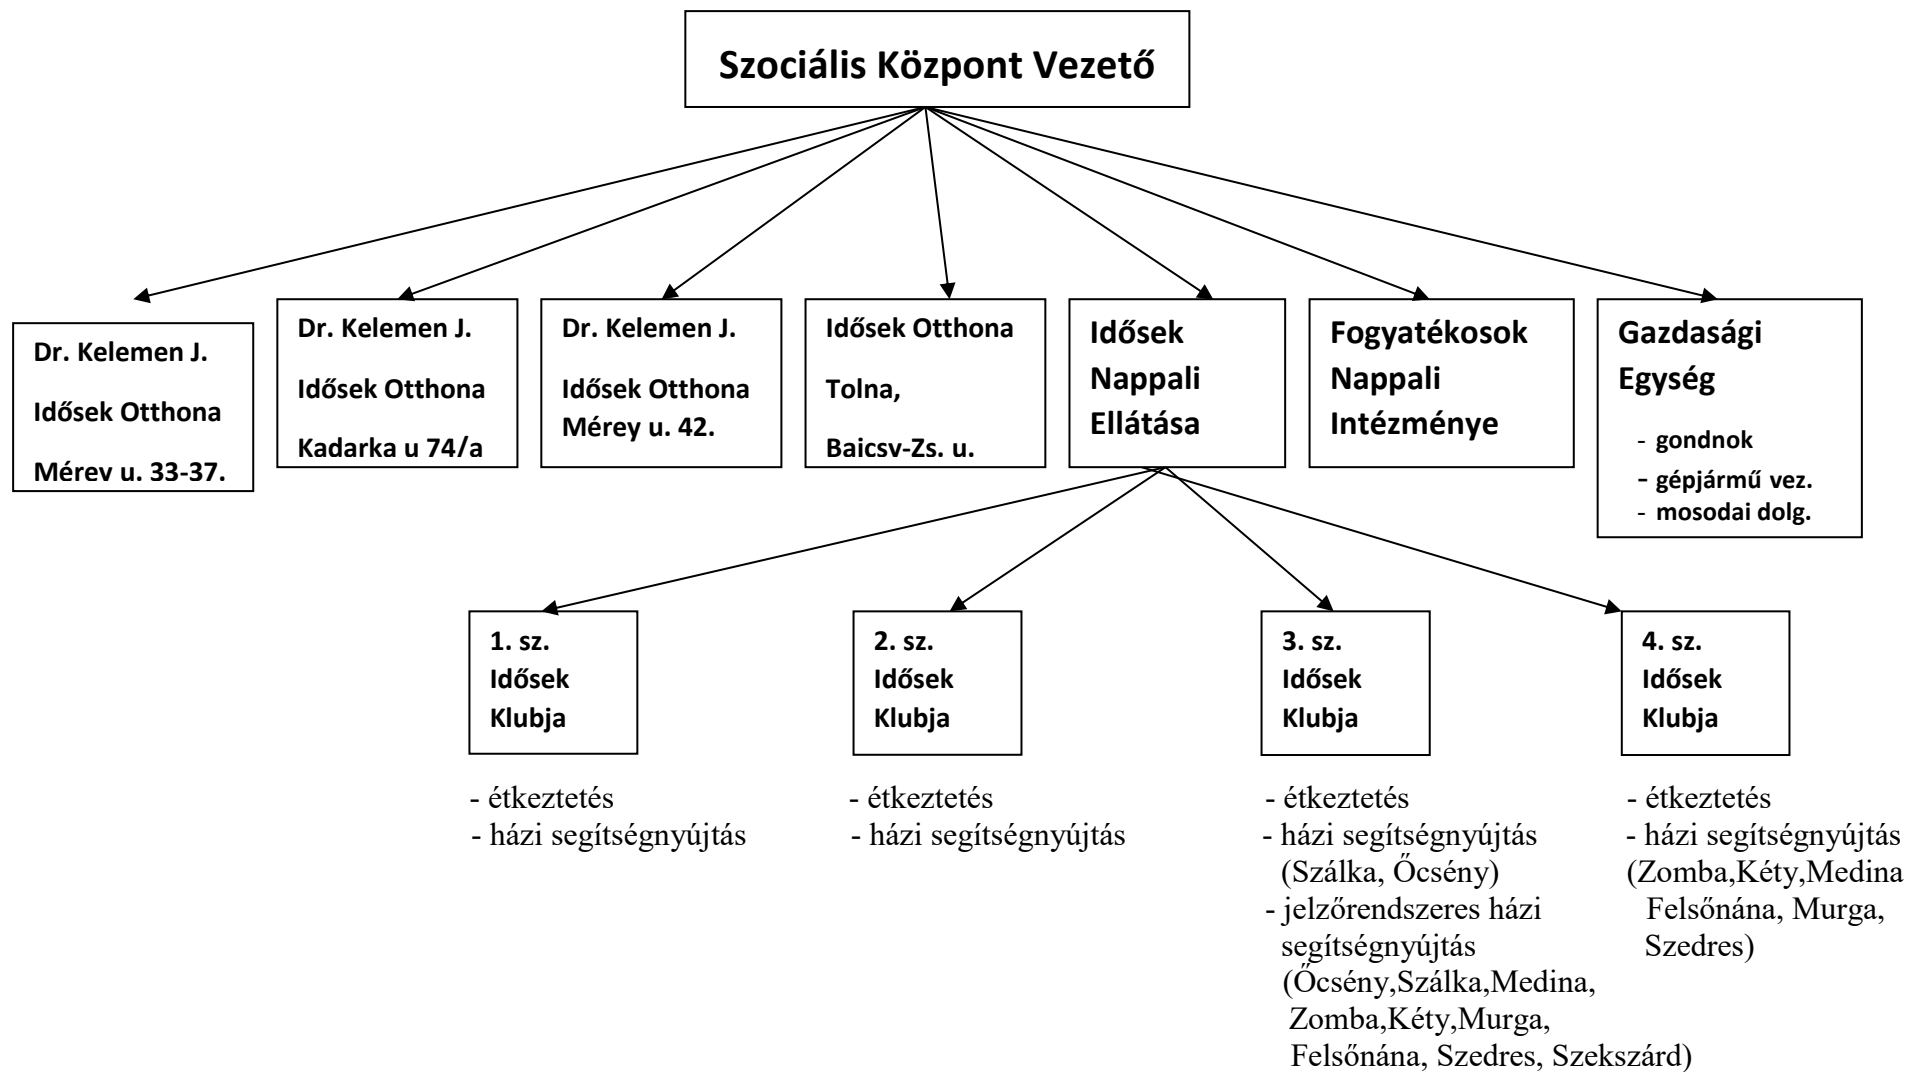 Szociális Központ Vezető
Dr. Kelemen J.
Idősek Otthona
Mérev u. 33-37.
Dr. Kelemen J.
Idősek Otthona
Kadarka u 74/a
Dr. Kelemen J.
Idősek Otthona
Mérey u. 42.
Idősek Otthona
Tolna,
Baicsv-Zs. u.
Idősek
Nappali
Ellátása
Fogyatékosok
Nappali
Intézménye
Gazdasági
Egység
- gondnok
- gépjármű vez.
- mosodai dolg.
1. sz.
Idősek
Klubja
2. sz.
Idősek
Klubja
3. sz.
Idősek
Klubja
4. sz.
Idősek
Klubja
- étkeztetés
- házi segítségnyújtás
- étkeztetés
- házi segítségnyújtás
- étkeztetés
- házi segítségnyújtás
(Szálka, Őcsény)
- jelzőrendszeres házi
segítségnyújtás
(Őcsény,Szálka,Medina,
Zomba,Kéty,Murga,
Felsőnána, Szedres, Szekszárd)
- étkeztetés
- házi segítségnyújtás
(Zomba,Kéty,Medina
Felsőnána, Murga,
Szedres)